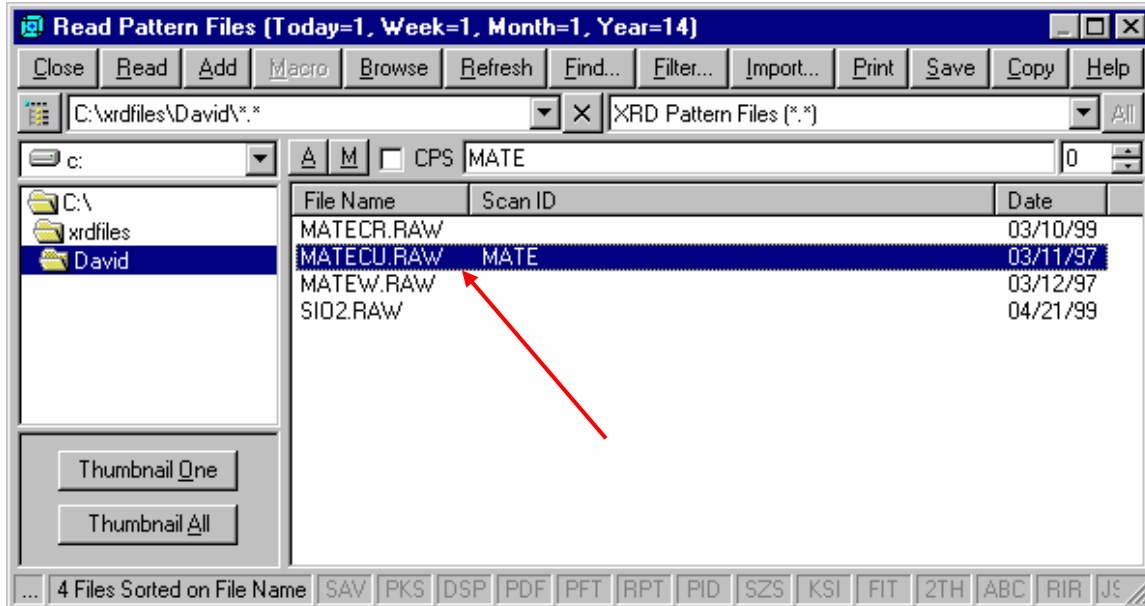 Read Pattern Files (Today=1, Week=1, Month=1, Year=14)
Close Read Add Macro Browse Refresh Find... Filter... Import... Print Save Copy Help
C:\xrdfiles\David\*.* XRD Pattern Files (*.*) All
c: A M CPS MATE 0
File Name Scan ID Date
C:\
xrdfiles
David
MATECR.RAW 03/10/99
MATECU.RAW MATE 03/11/97
MATEW.RAW 03/12/97
SIO2.RAW 04/21/99
Thumbnail One
Thumbnail All
... 4 Files Sorted on File Name SAV PKS DSP PDF PFT RPT PID SZS KSI FIT 2TH ABC RIR